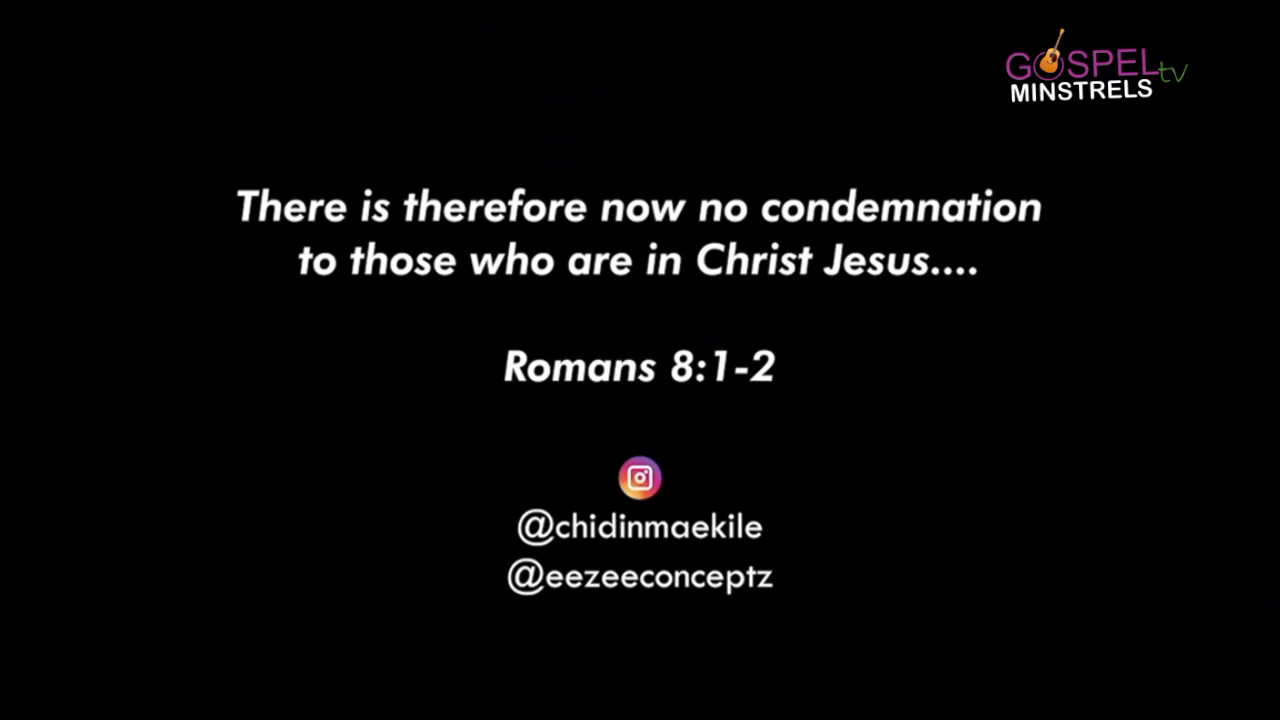 GOSPEL tv
MINSTRELS
There is therefore now no condemnation
to those who are in Christ Jesus....
Romans 8:1-2
@chidinmaekile
@eezeeconceptz